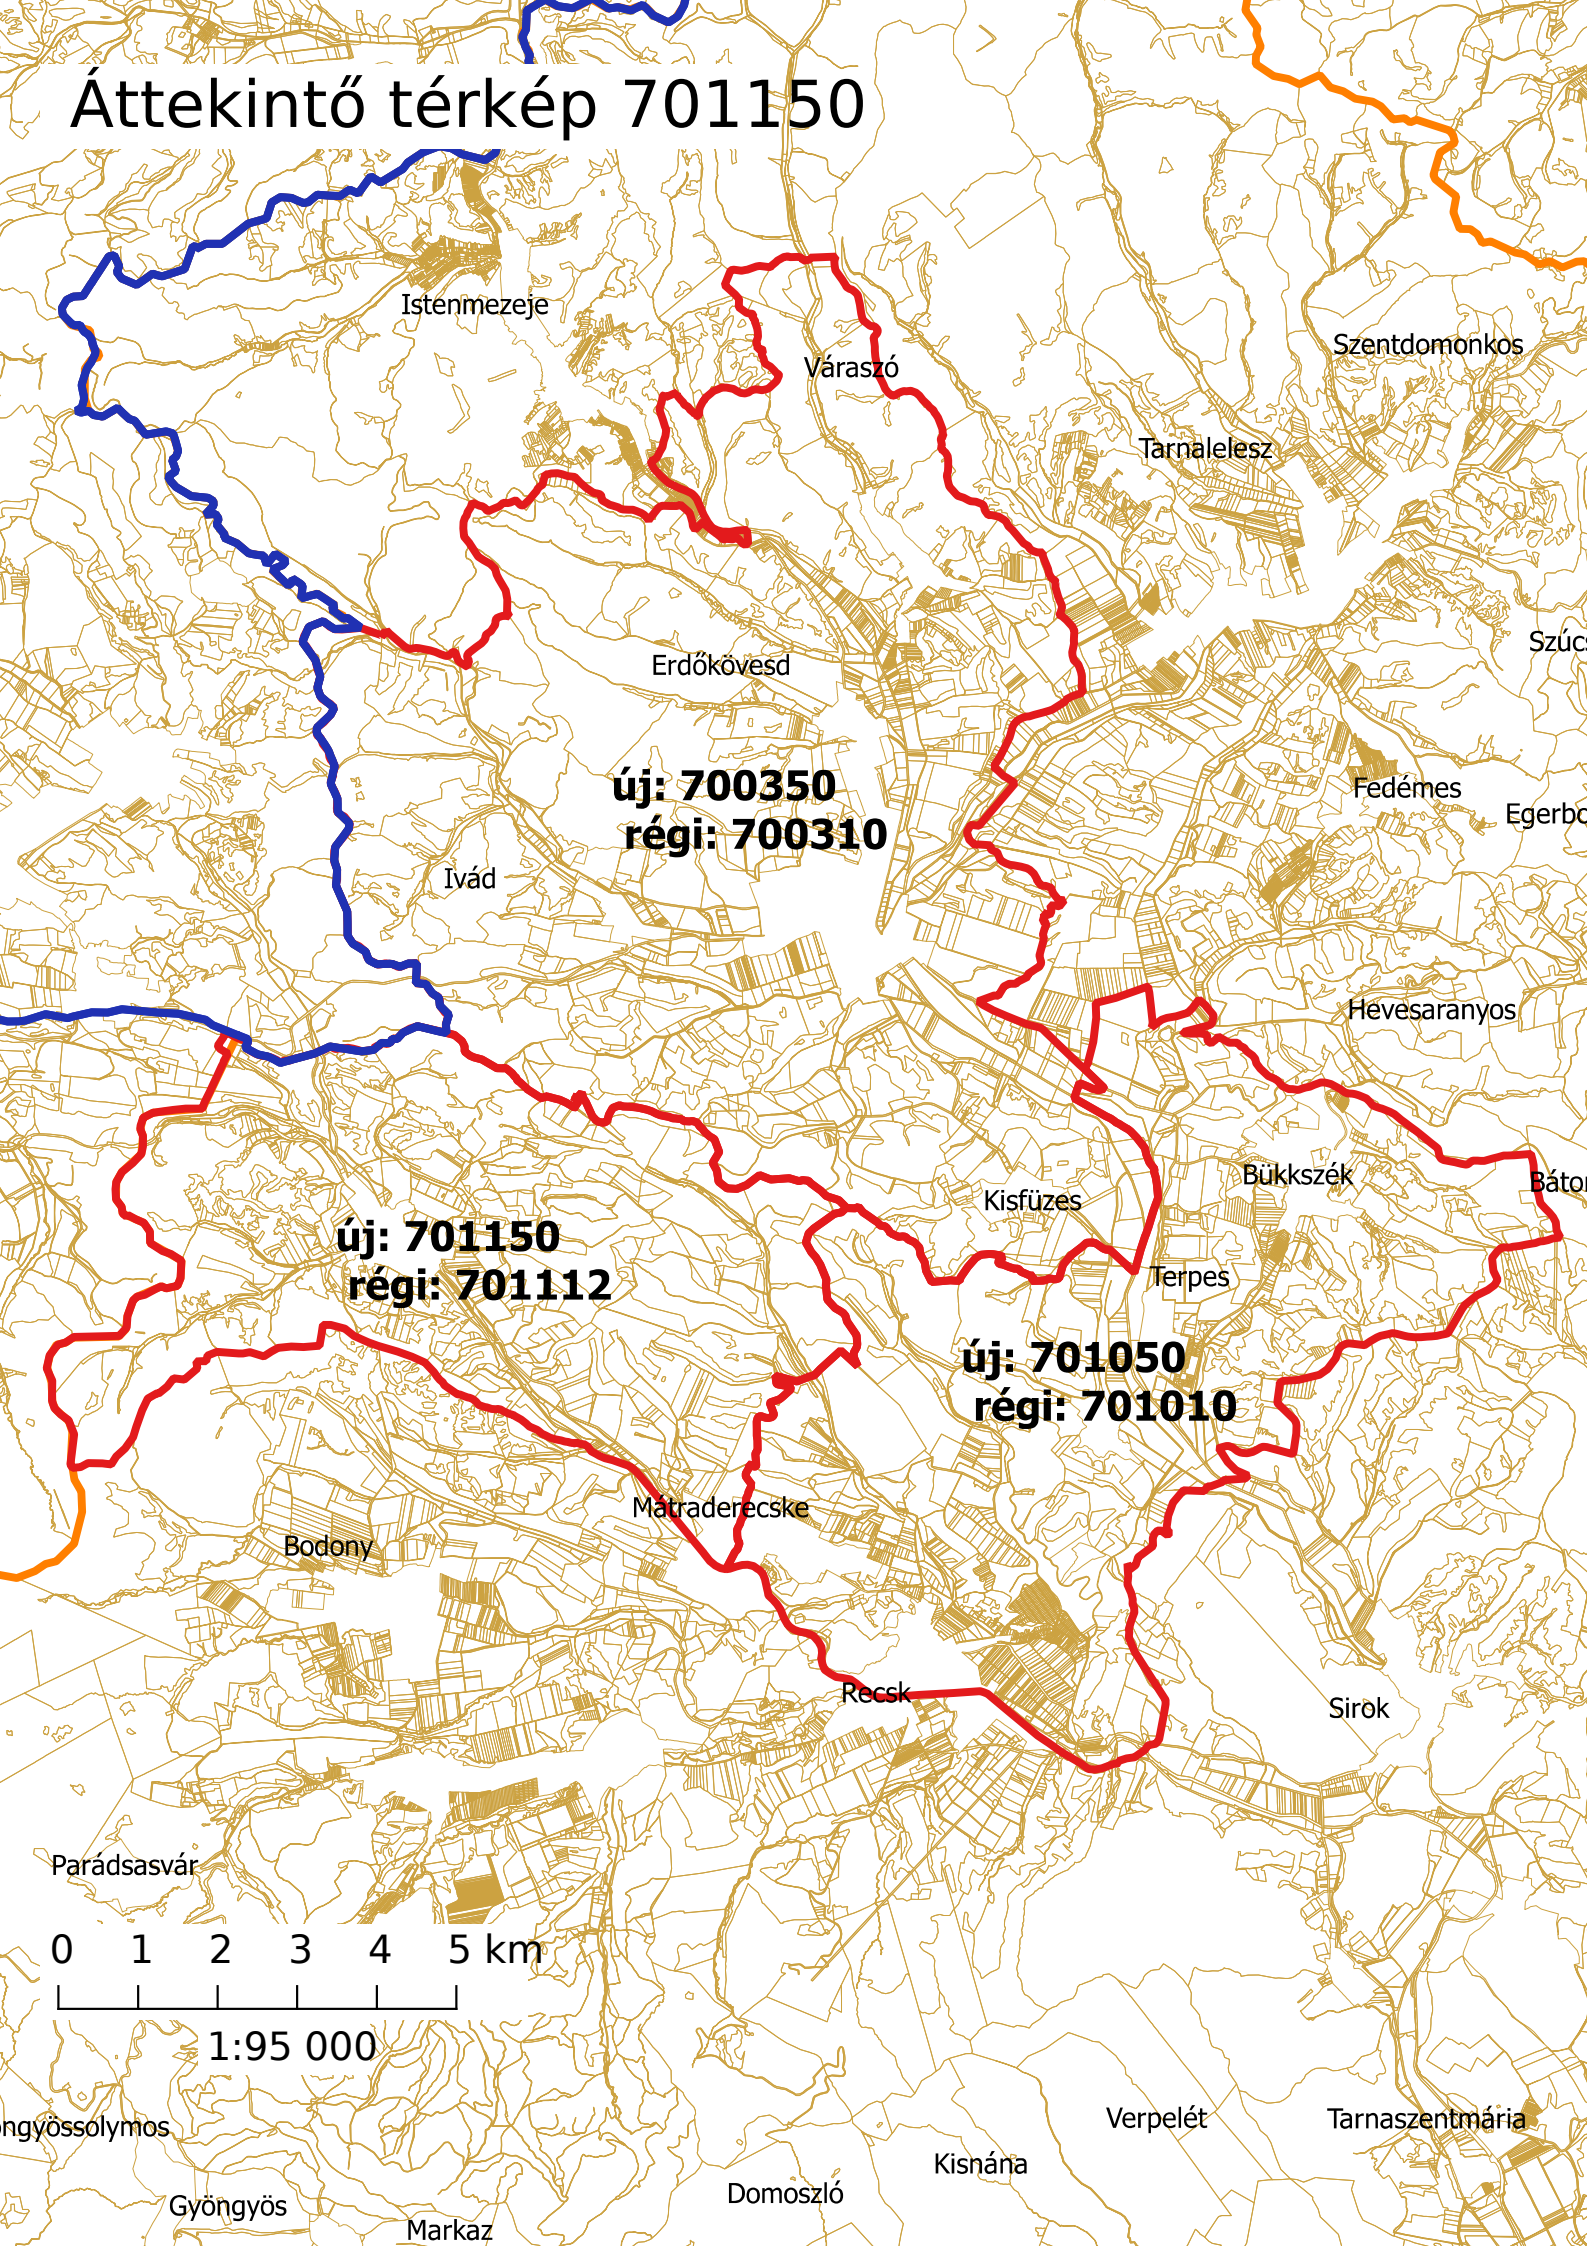 Áttekintő térkép 701150
Istenmezeje
Szentdomonkos
Váraszó
Tarnalelesz
Szúcs
Erdőkövesd
új: 700350
régi: 700310
Fedémes
Egerbo
Ivád
Hevesaranyos
Bükkszék
Bátor
Kisfüzes
új: 701150
régi: 701112
Terpes
új: 701050
régi: 701010
Mátraderecske
Bodony
Recsk
Sirok
Parádsasvár
0 1 2 3 4 5 km
1:95 000
ngyössolymos
Verpelét
Tarnaszentmária
Kisnána
Domoszló
Gyöngyös
Markaz